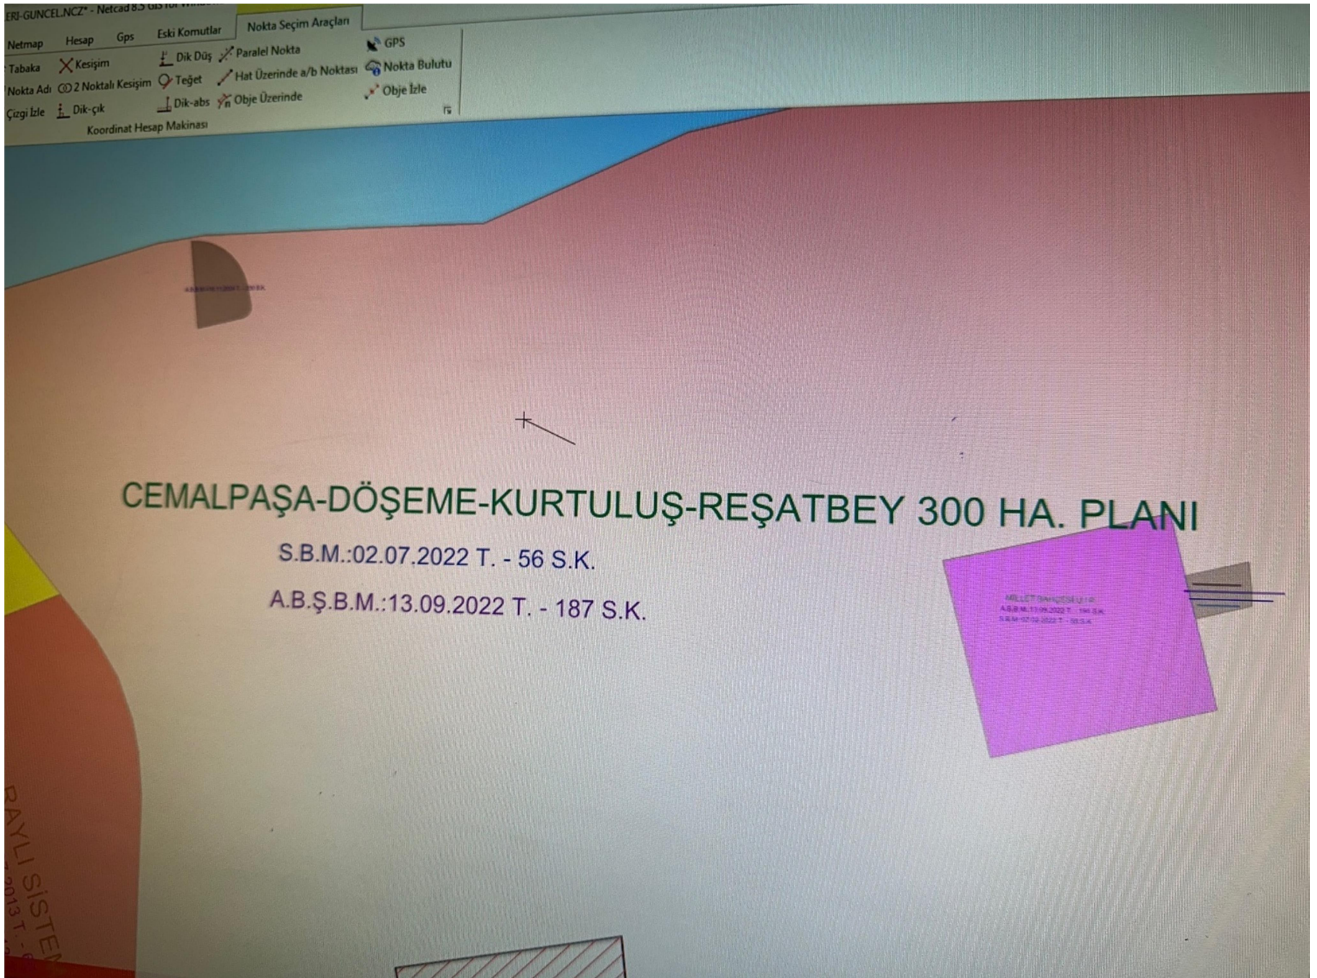 ERI-GUNCEL.NCZ* - Netcad 8.5 GIS for
Netmap Hesap Gps Eski Komutlar Nokta Seçim Araçları
Tabaka Kesişim Dik Düş Paralel Nokta GPS
Nokta Adı 2 Noktalı Kesişim Teğet Hat Üzerinde a/b Noktası Nokta Bulutu
Çizgi İzle Dik-çık Dik-abs Obje Üzerinde Obje İzle
Koordinat Hesap Makinası
CEMALPAŞA-DÖŞEME-KURTULUŞ-REŞATBEY 300 HA. PLANI
S.B.M.:02.07.2022 T. - 56 S.K.
A.B.Ş.B.M.:13.09.2022 T. - 187 S.K.
RAYLI SİSTEM
2013 T. -